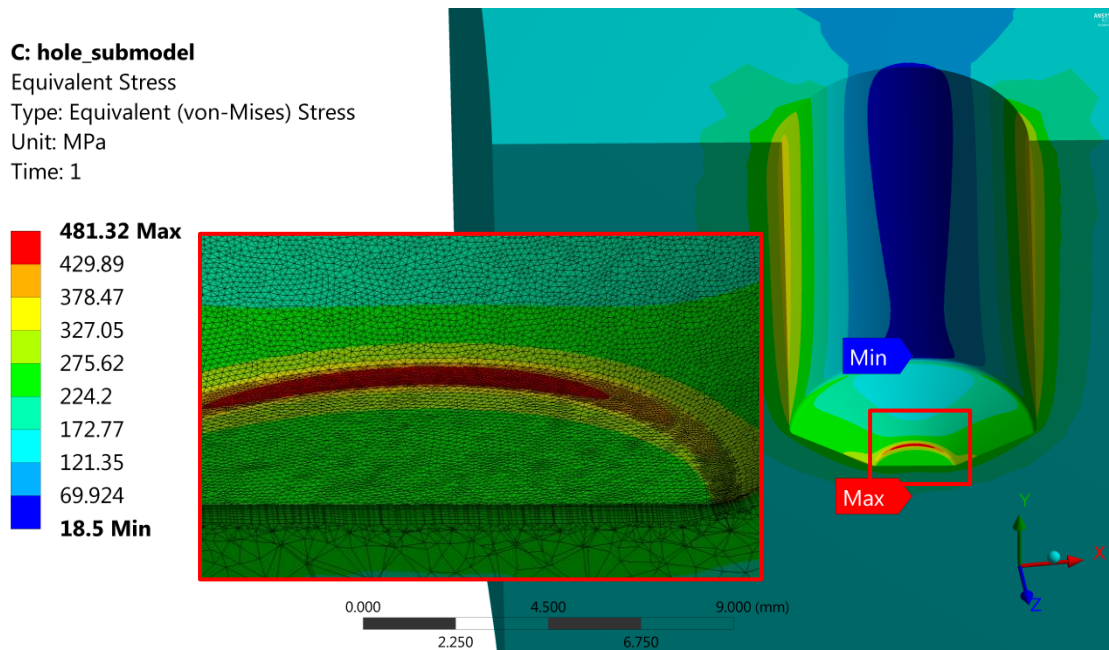 C: hole_submodel
Equivalent Stress
Type: Equivalent (von-Mises) Stress
Unit: MPa
Time: 1
481.32 Max
429.89
378.47
327.05
275.62
224.2
172.77
121.35
69.924
18.5 Min
Min
Max
Y
X
Z
0.000 4.500 9.000 (mm)
2.250 6.750